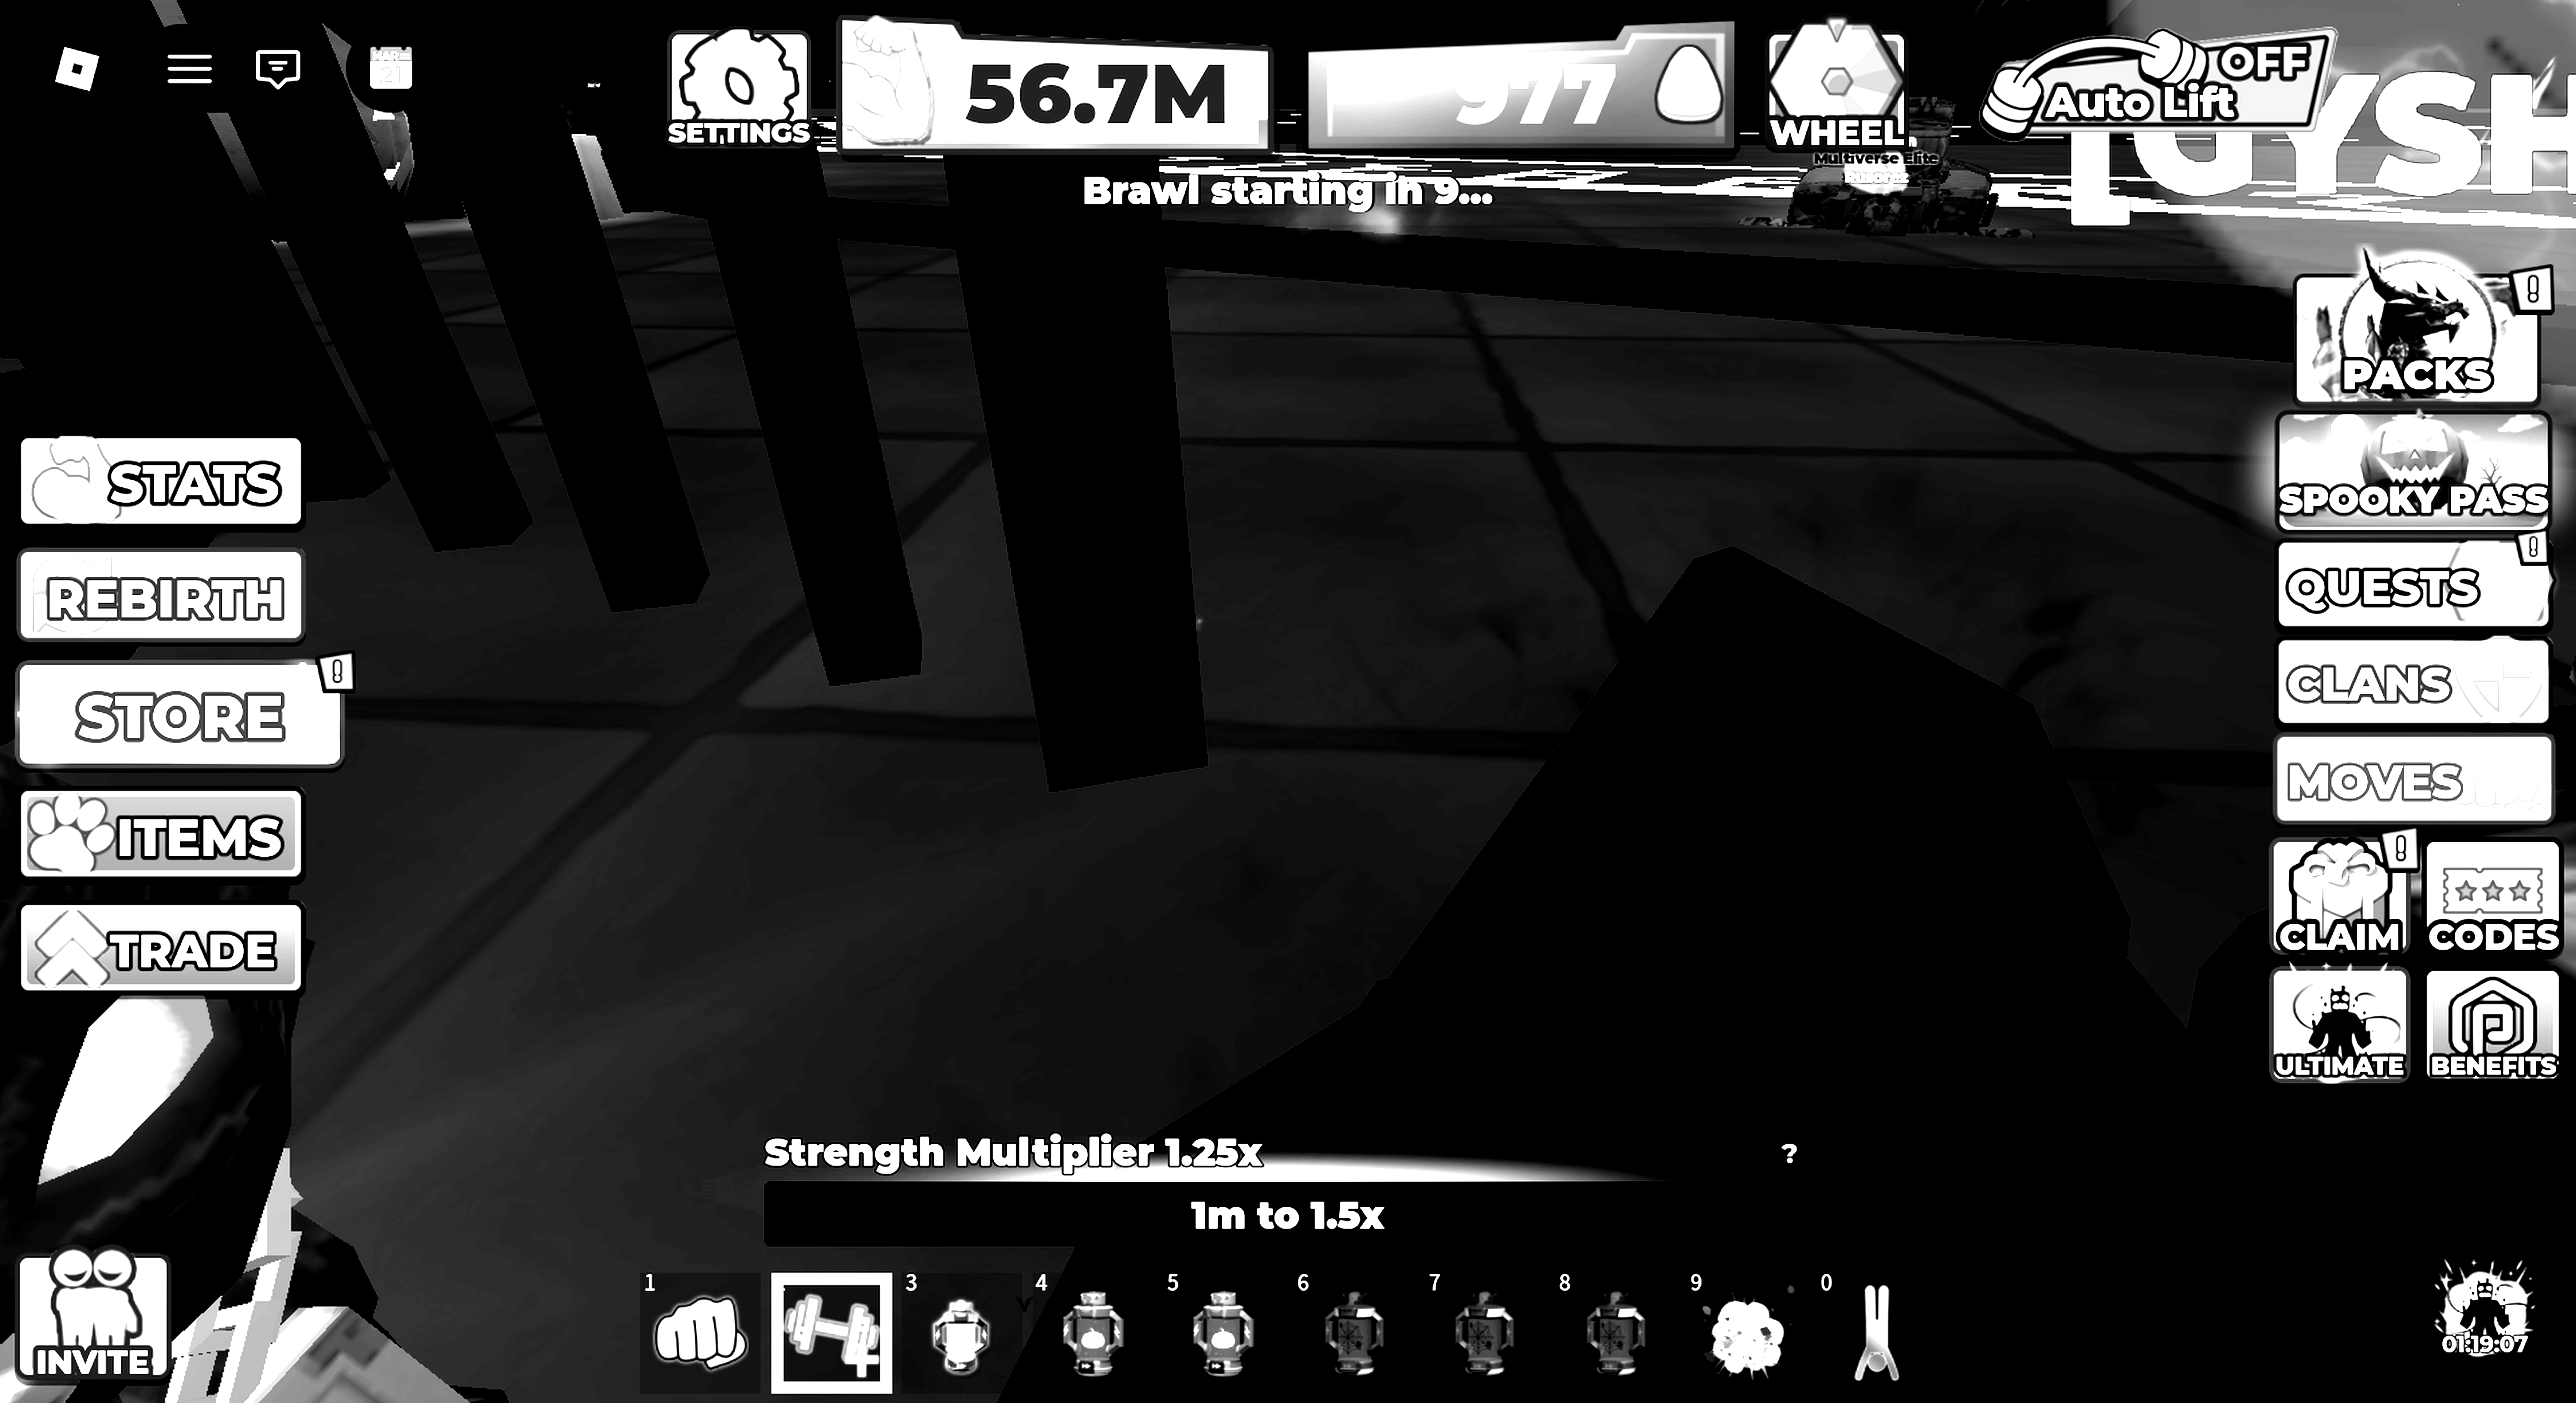 SETTINGS
56.7M
977
WHEEL
OFF
Auto Lift
TOYSH
Multiverse Elite
Brawl starting in 9...
PACKS
SPOOKY PASS
QUESTS
CLANS
MOVES
CLAIM
CODES
ULTIMATE
BENEFITS
STATS
REBIRTH
STORE
ITEMS
TRADE
INVITE
Strength Multiplier 1.25x
?
1m to 1.5x
1
3
4
5
6
7
8
9
0
01:19:07
21